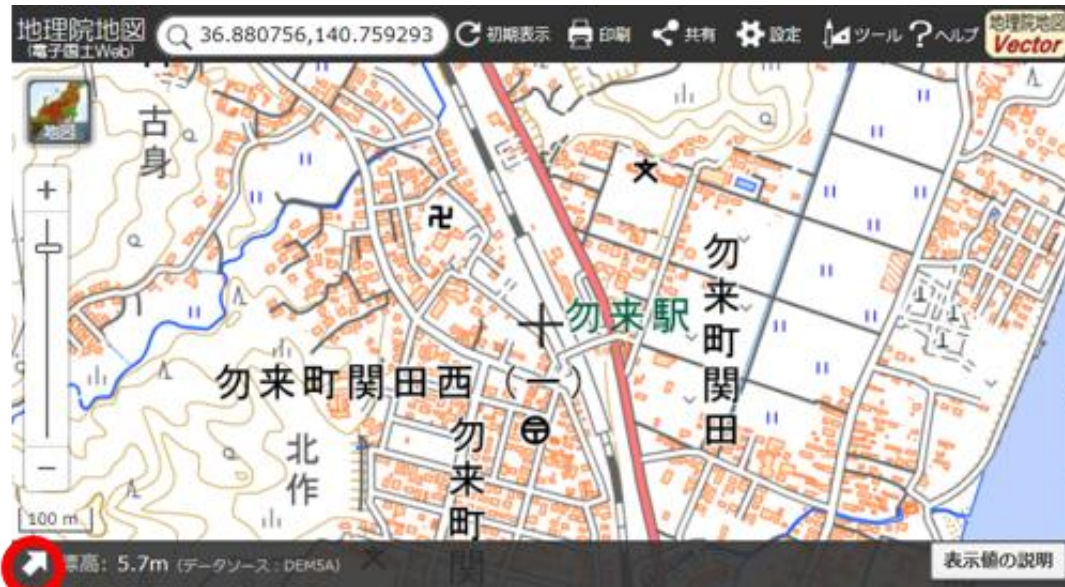 地理院地図
(電子国土Web)
36.880756,140.759293
初期表示
印刷
共有
設定
ツール
ヘルプ
地理院地図
Vector
地図
古身
卍
文
勿来駅
勿来町関田
勿来町関田西(一)
北作
勿来町関
100 m
標高: 5.7m (データソース:DEM5A)
表示値の説明